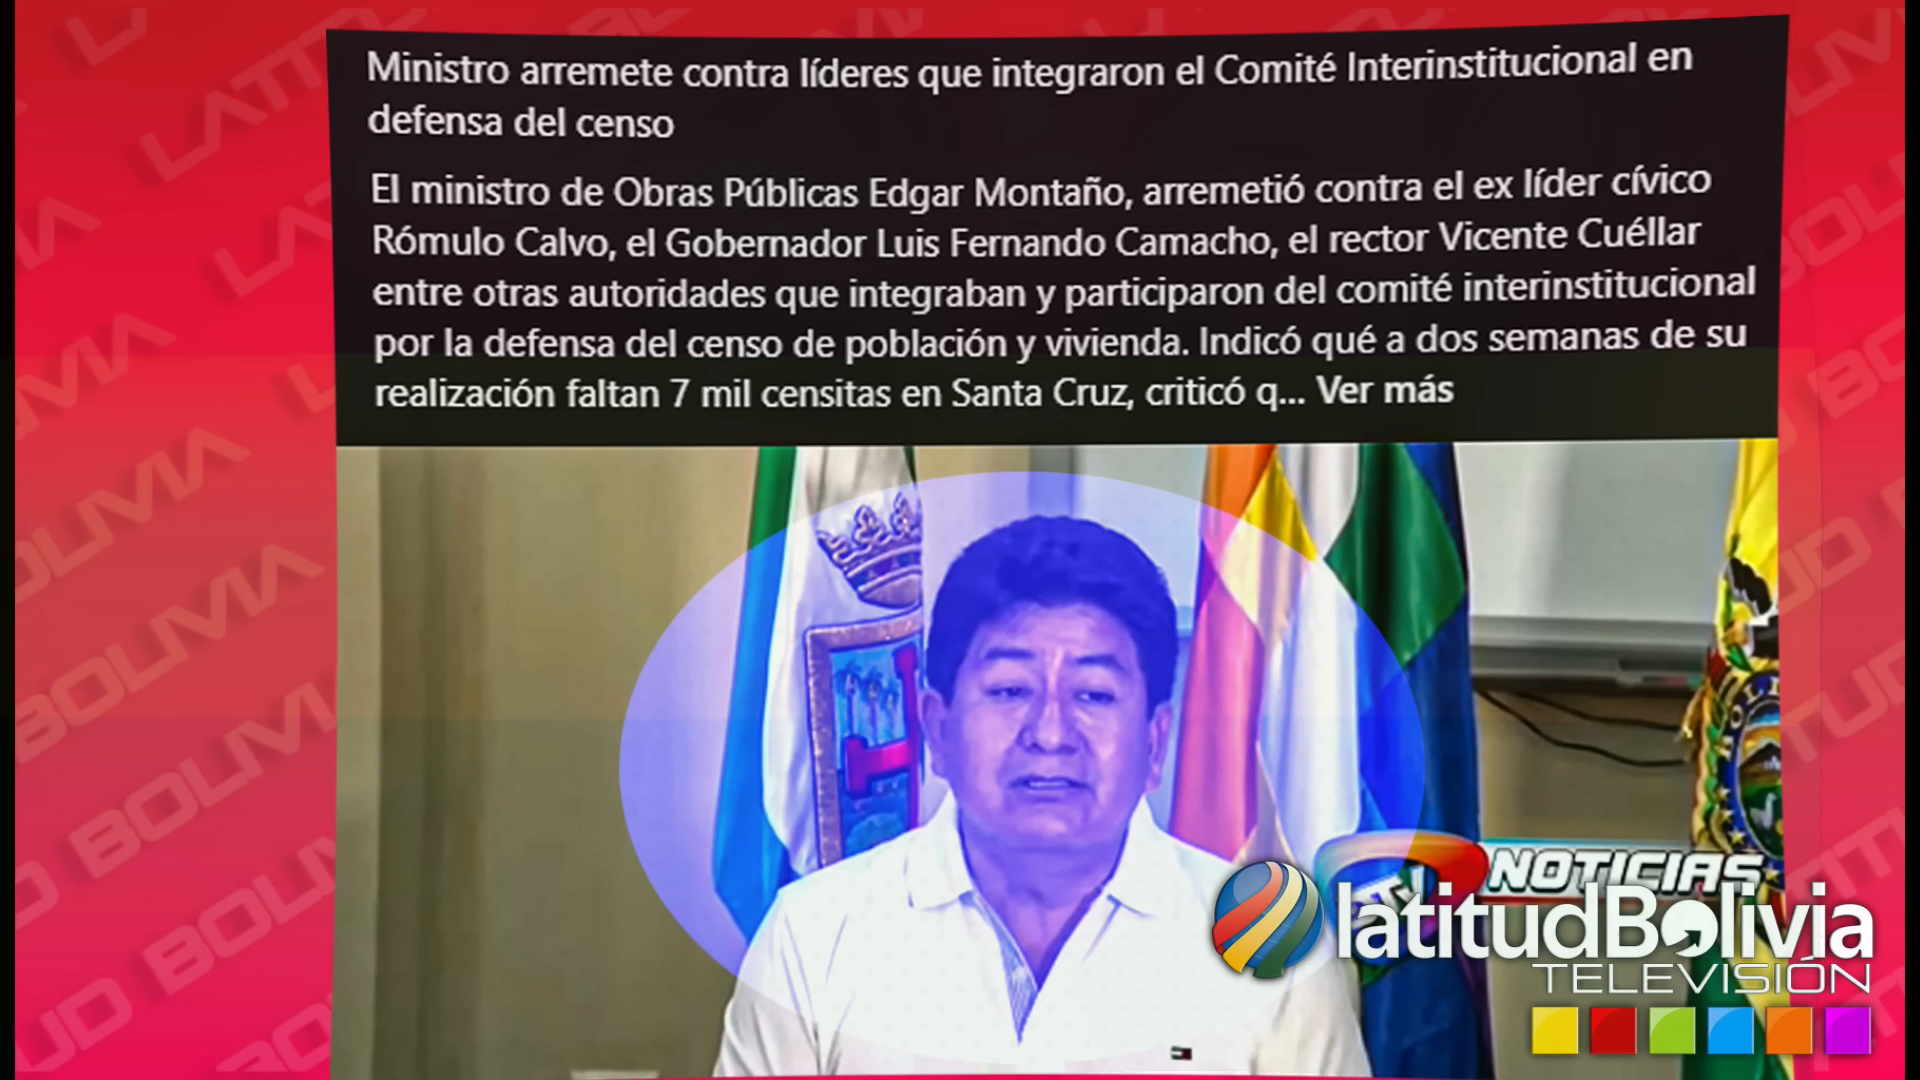 Ministro arremete contra líderes que integraron el Comité Interinstitucional en
defensa del censo
El ministro de Obras Públicas Edgar Montaño, arremetió contra el ex líder cívico
Rómulo Calvo, el Gobernador Luis Fernando Camacho, el rector Vicente Cuéllar
entre otras autoridades que integraban y participaron del comité interinstitucional
por la defensa del censo de población y vivienda. Indicó qué a dos semanas de su
realización faltan 7 mil censitas en Santa Cruz, criticó q... Ver más
NOTICIAS
latitudBolivia
TELEVISIÓN
BOLIVIA
BOLIVIA
BOLIVIA